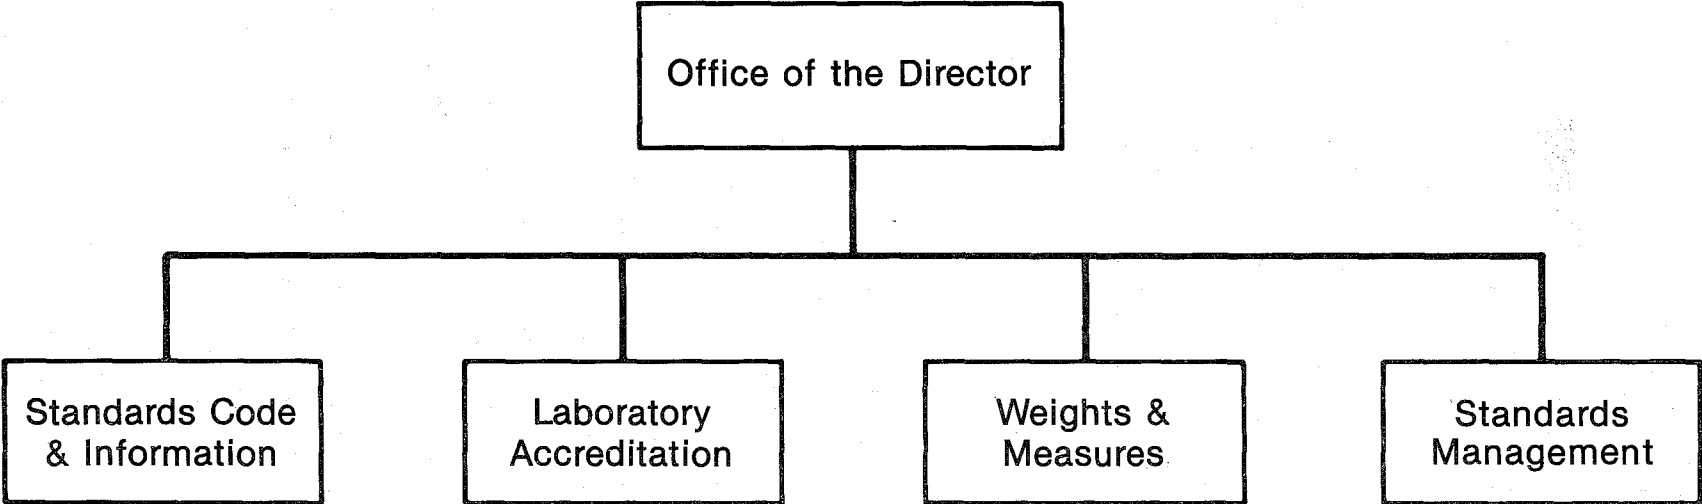 Office of the Director
Standards Code
& Information
Laboratory
Accreditation
Weights &
Measures
Standards
Management